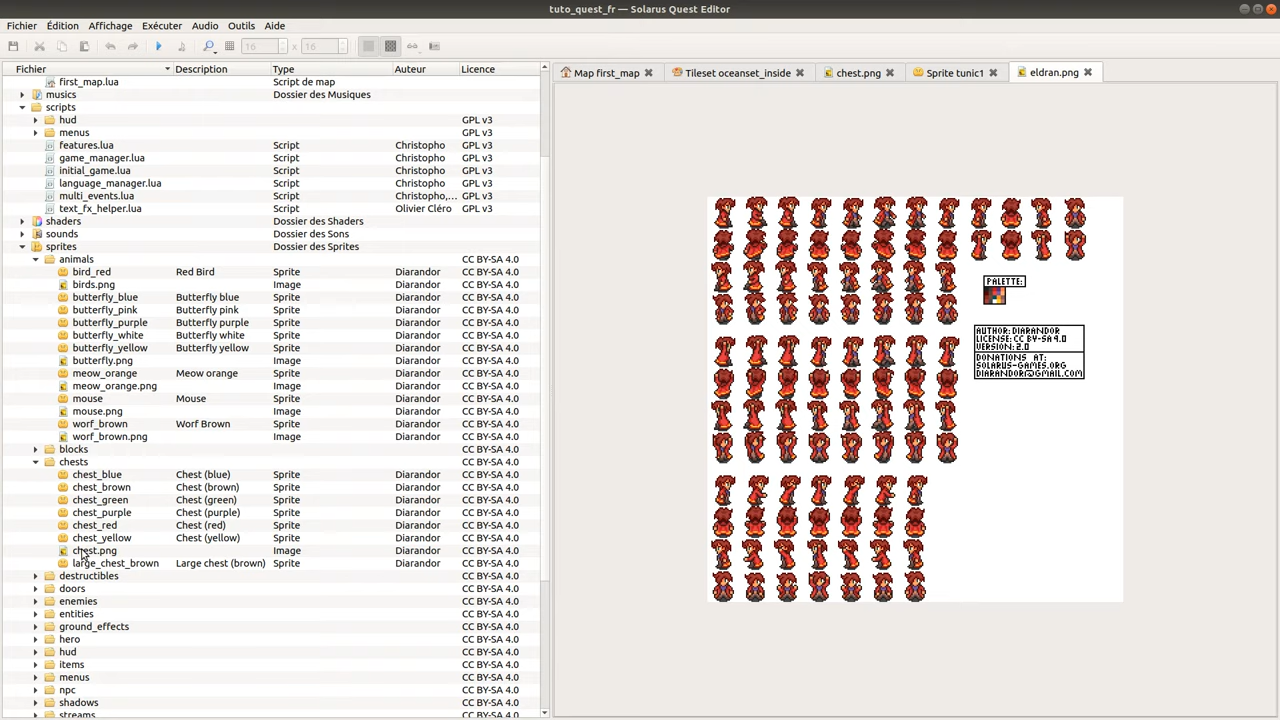 tuto_quest_fr — Solarus Quest Editor
Fichier Édition Affichage Exécuter Audio Outils Aide
16 x 16
Fichier Description Type Auteur Licence
Map first_map Tileset oceanset_inside chest.png Sprite tunic1 eldran.png
first_map.lua Script de map
musics Dossier des Musiques
scripts
hud GPL v3
menus GPL v3
features.lua Script Christopho GPL v3
game_manager.lua Script Christopho GPL v3
initial_game.lua Script Christopho GPL v3
language_manager.lua Script Christopho GPL v3
multi_events.lua Script Christopho,... GPL v3
text_fx_helper.lua Script Olivier Cléro GPL v3
shaders Dossier des Shaders
sounds Dossier des Sons
sprites Dossier des Sprites
animals CC BY-SA 4.0
bird_red Red Bird Sprite Diarandor CC BY-SA 4.0
birds.png Image Diarandor CC BY-SA 4.0
butterfly_blue Butterfly blue Sprite Diarandor CC BY-SA 4.0
butterfly_pink Butterfly pink Sprite Diarandor CC BY-SA 4.0
butterfly_purple Butterfly purple Sprite Diarandor CC BY-SA 4.0
butterfly_white Butterfly white Sprite Diarandor CC BY-SA 4.0
butterfly_yellow Butterfly yellow Sprite Diarandor CC BY-SA 4.0
butterfly.png Image Diarandor CC BY-SA 4.0
meow_orange Meow orange Sprite Diarandor CC BY-SA 4.0
meow_orange.png Image Diarandor CC BY-SA 4.0
mouse Mouse Sprite Diarandor CC BY-SA 4.0
mouse.png Image Diarandor CC BY-SA 4.0
worf_brown Worf Brown Sprite Diarandor CC BY-SA 4.0
worf_brown.png Image Diarandor CC BY-SA 4.0
blocks CC BY-SA 4.0
chests CC BY-SA 4.0
chest_blue Chest (blue) Sprite Diarandor CC BY-SA 4.0
chest_brown Chest (brown) Sprite Diarandor CC BY-SA 4.0
chest_green Chest (green) Sprite Diarandor CC BY-SA 4.0
chest_purple Chest (purple) Sprite Diarandor CC BY-SA 4.0
chest_red Chest (red) Sprite Diarandor CC BY-SA 4.0
chest_yellow Chest (yellow) Sprite Diarandor CC BY-SA 4.0
chest.png Image Diarandor CC BY-SA 4.0
large_chest_brown Large chest (brown) Sprite Diarandor CC BY-SA 4.0
destructibles CC BY-SA 4.0
doors CC BY-SA 4.0
enemies CC BY-SA 4.0
entities CC BY-SA 4.0
ground_effects CC BY-SA 4.0
hero CC BY-SA 4.0
hud CC BY-SA 4.0
items CC BY-SA 4.0
menus CC BY-SA 4.0
npc CC BY-SA 4.0
shadows CC BY-SA 4.0
streams CC BY-SA 4.0
PALETTE:
AUTHOR: DIARANDOR
LICENSE: CC BY-SA 4.0
VERSION: 2.0
DONATIONS AT:
SOLARUS-GAMES.ORG
DIARANDOR@GMAIL.COM